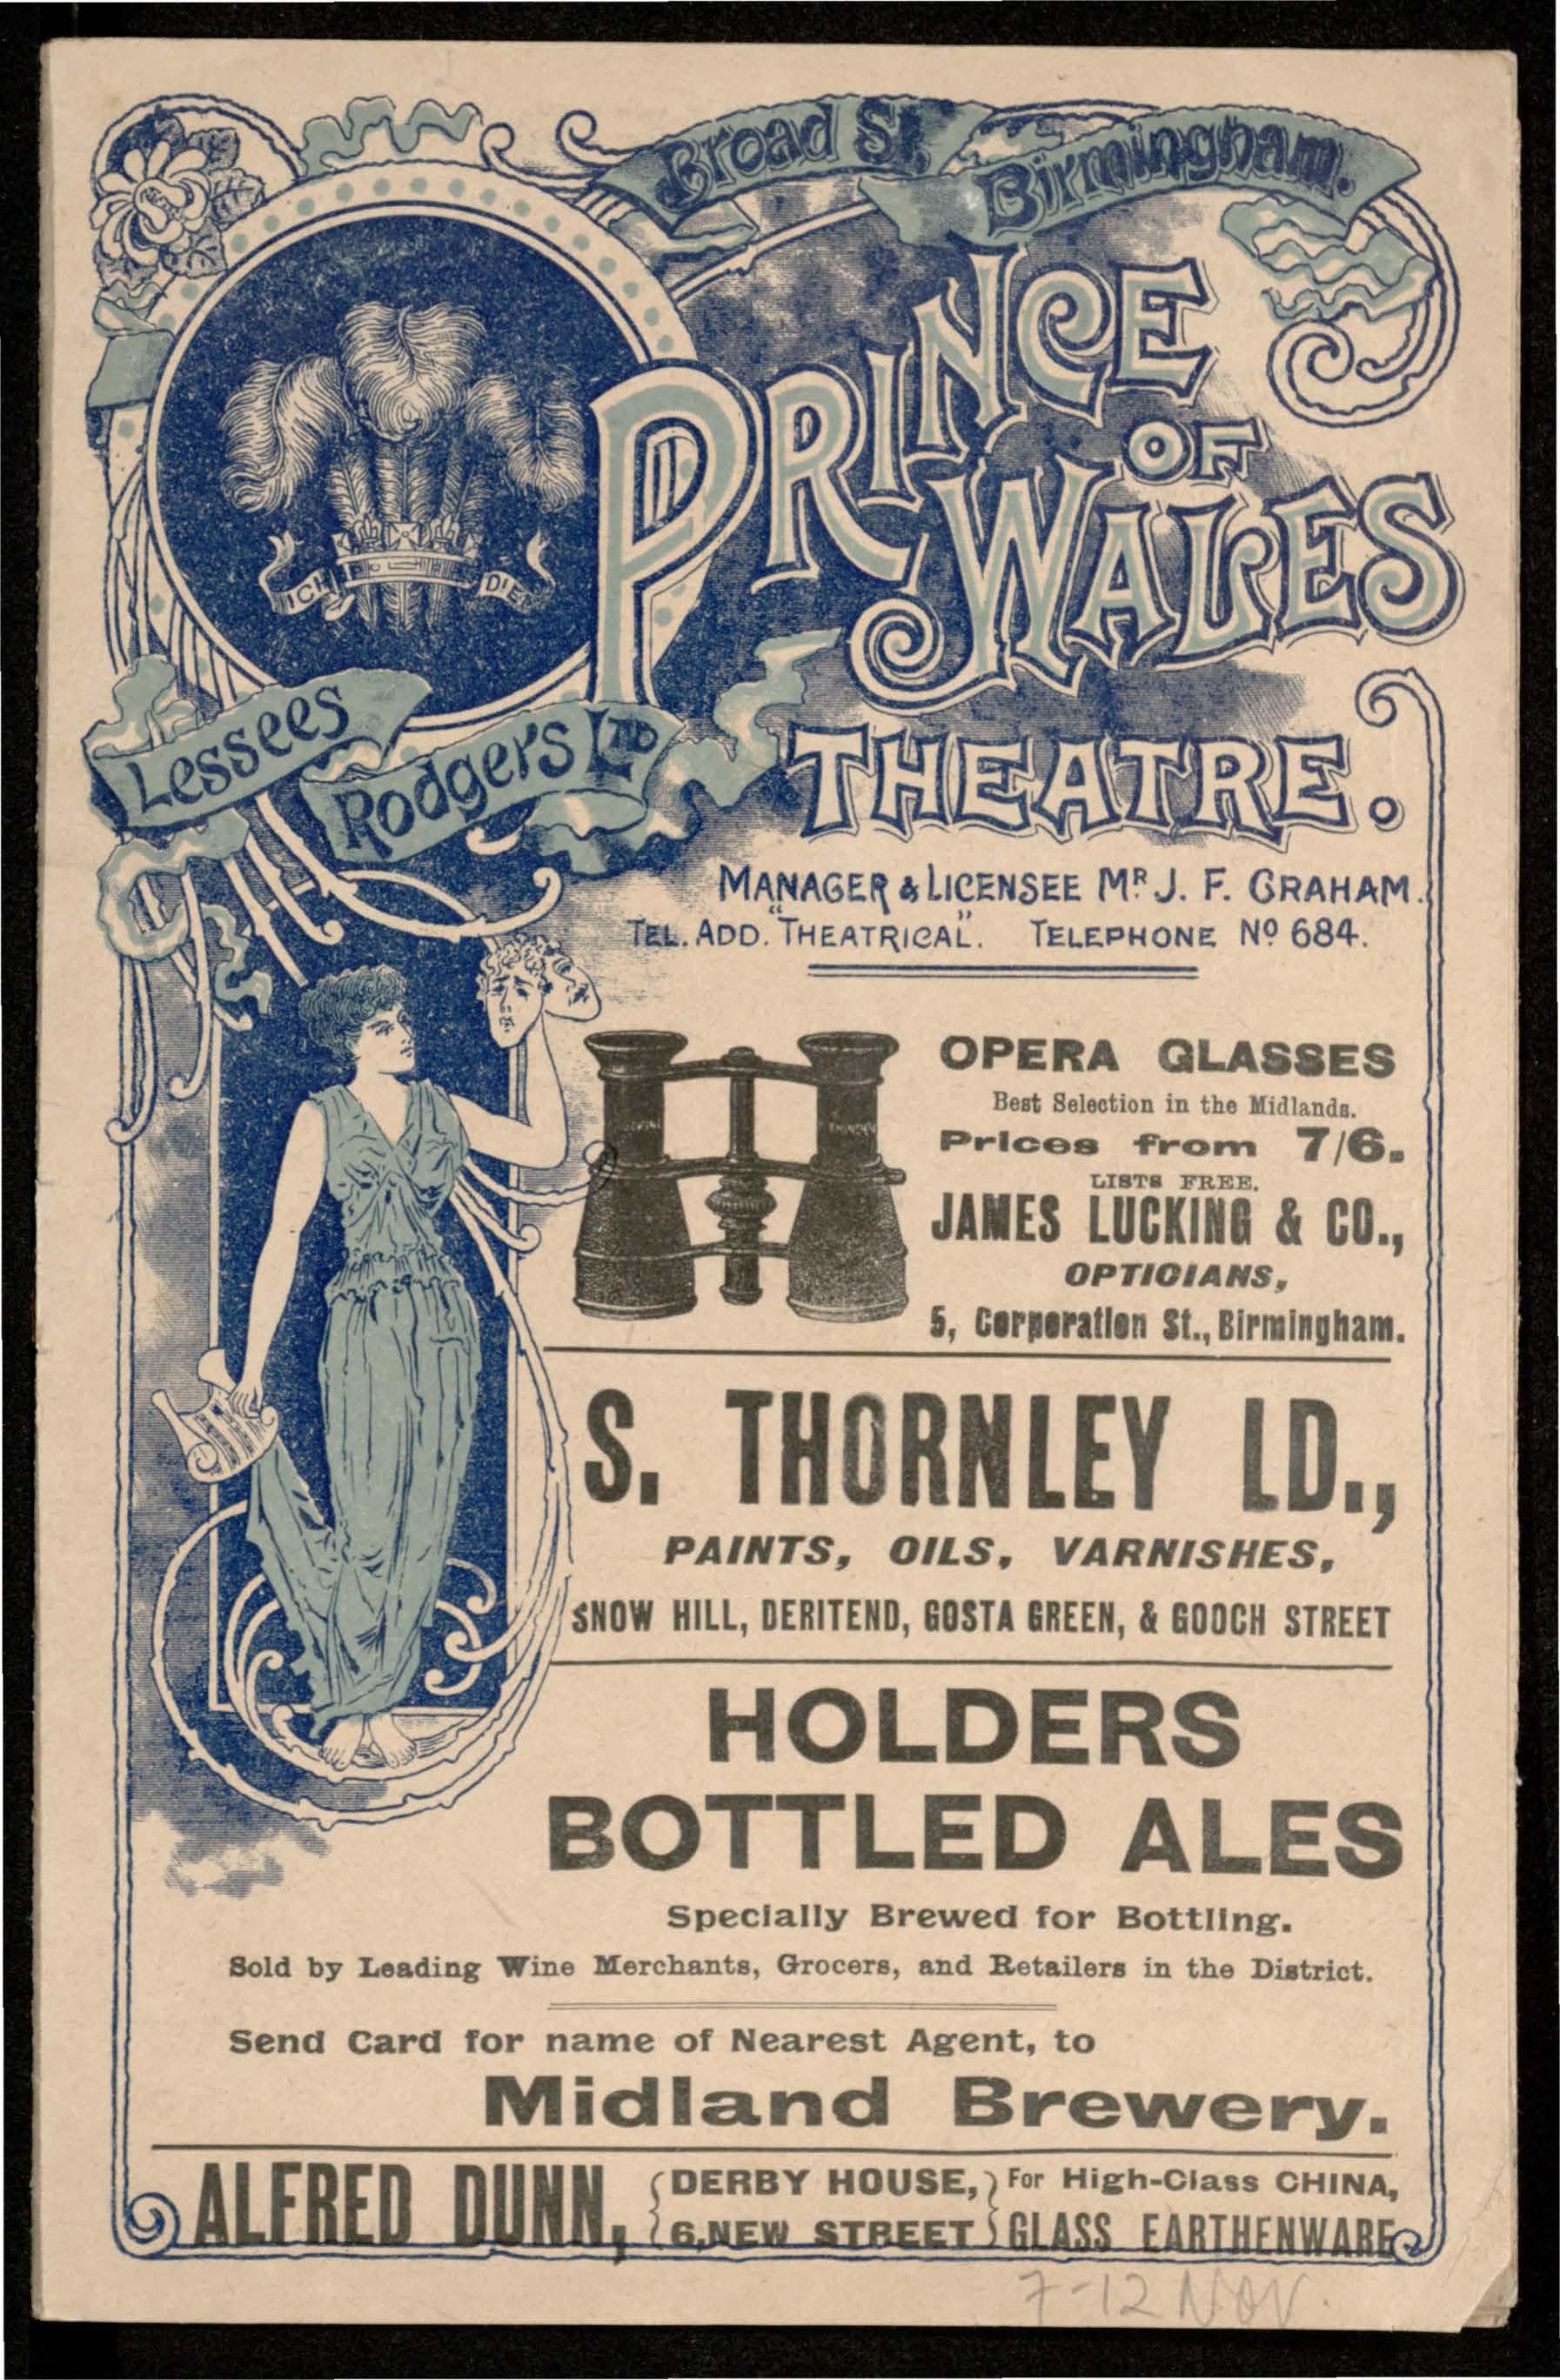 Broad St. Birmingham.
PRINCE
OF
WALES
THEATRE.
ICH DIEN
Lessees
Rodgers LTD
MANAGER & LICENSEE MR. J. F. GRAHAM.
TEL. ADD. "THEATRICAL". TELEPHONE No 684.
OPERA GLASSES
Best Selection in the Midlands.
Prices from 7/6.
LISTS FREE.
JAMES LUCKING & CO.,
OPTICIANS,
5, Corporation St., Birmingham.
S. THORNLEY LD.,
PAINTS, OILS, VARNISHES,
SNOW HILL, DERITEND, GOSTA GREEN, & GOOCH STREET
HOLDERS
BOTTLED ALES
Specially Brewed for Bottling.
Sold by Leading Wine Merchants, Grocers, and Retailers in the District.
Send Card for name of Nearest Agent, to
Midland Brewery.
ALFRED DUNN, { DERBY HOUSE, } For High-Class CHINA,
{ 6, NEW STREET } GLASS EARTHENWARE
7-12 Nov.